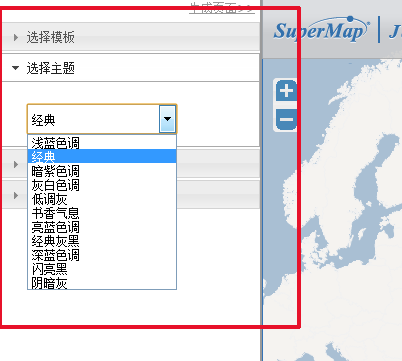 生成页面>>
选择模板
SuperMap® | J
选择主题
经典
浅蓝色调
经典
暗紫色调
灰白色调
低调灰
书香气息
亮蓝色调
经典灰黑
深蓝色调
闪亮黑
阴暗灰